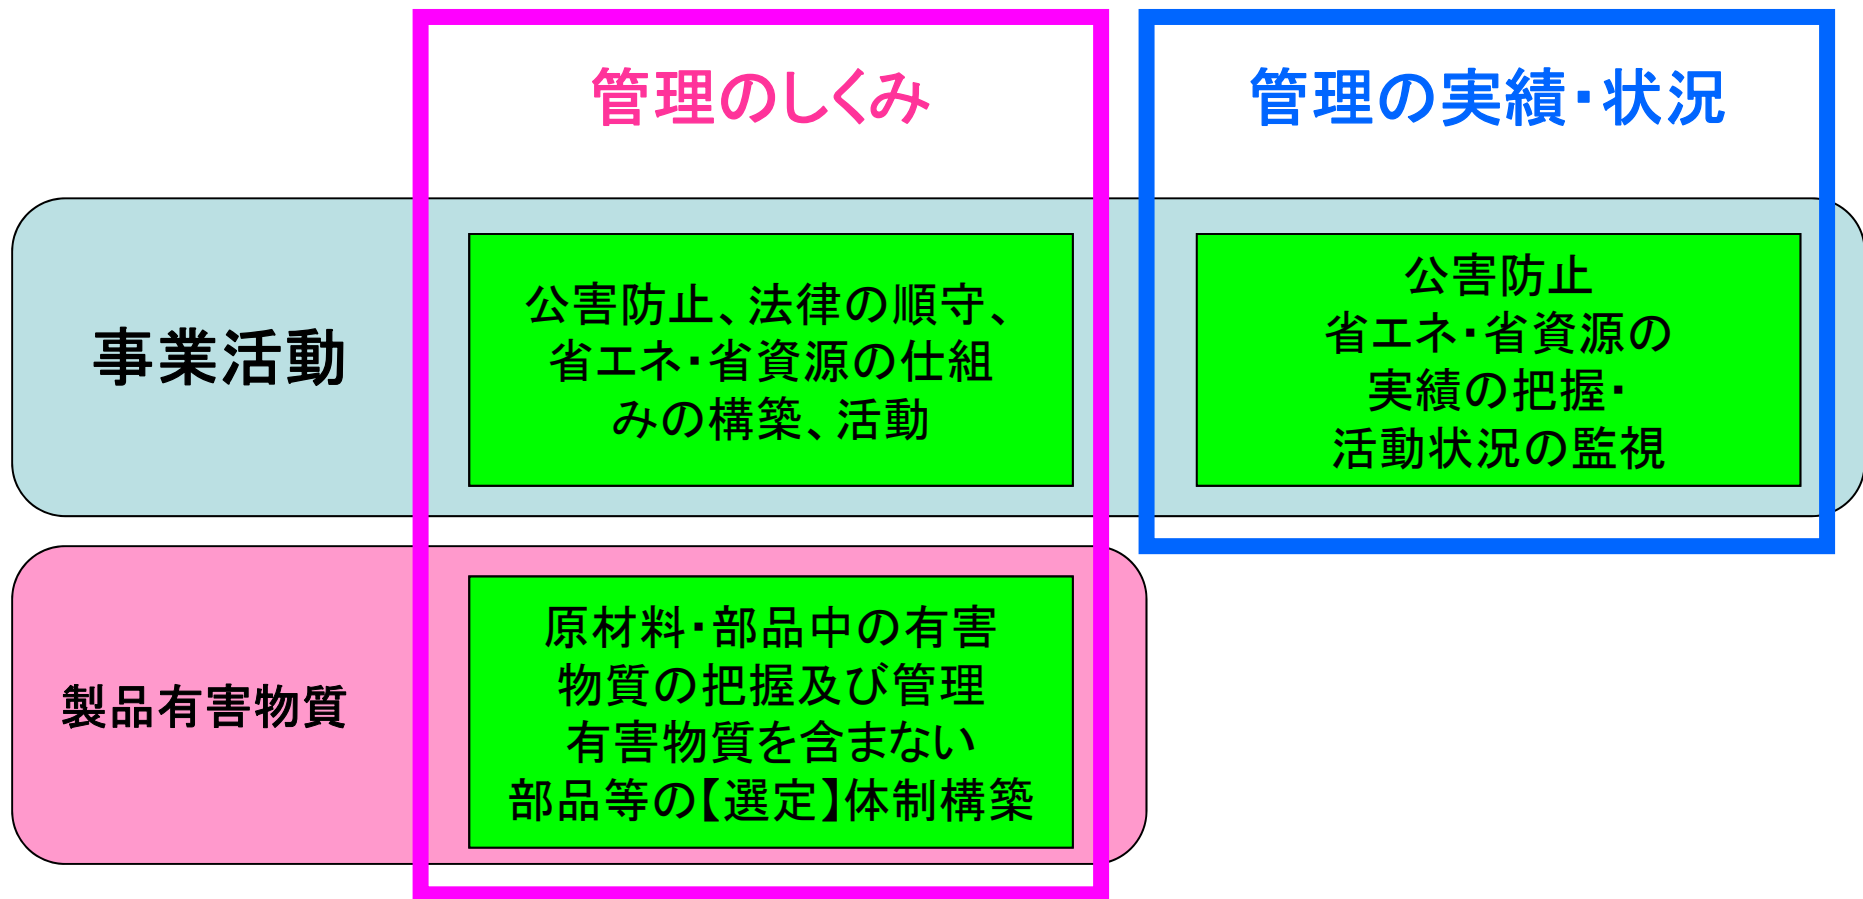 管理のしくみ
管理の実績・状況
事業活動
公害防止、法律の順守、
省エネ・省資源の仕組
みの構築、活動
公害防止
省エネ・省資源の
実績の把握・
活動状況の監視
製品有害物質
原材料・部品中の有害
物質の把握及び管理
有害物質を含まない
部品等の【選定】体制構築